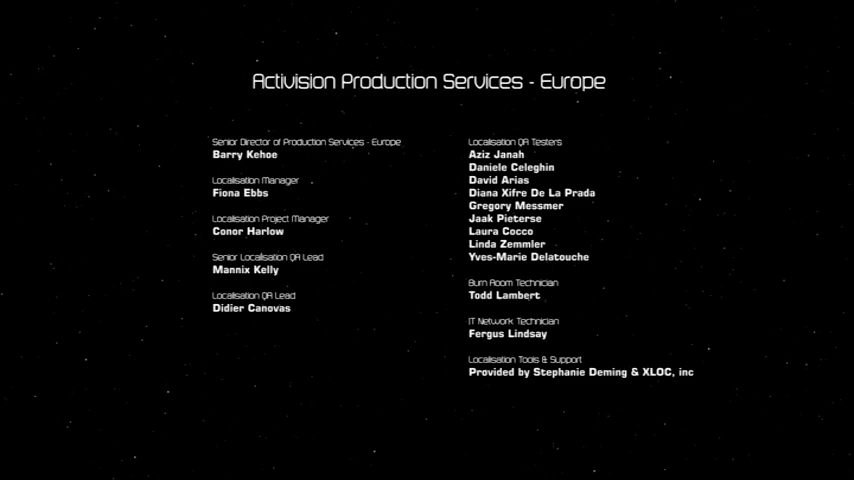 Activision Production Services - Europe
Senior Director of Production Services - Europe
Barry Kehoe
Localisation Manager
Fiona Ebbs
Localisation Project Manager
Conor Harlow
Senior Localisation QA Lead
Mannix Kelly
Localisation QA Lead
Didier Canovas
Localisation QA Testers
Aziz Janah
Daniele Celeghin
David Arias
Diana Xifre De La Prada
Gregory Messmer
Jaak Pieterse
Laura Cocco
Linda Zemmler
Yves-Marie Delatouche
Burn Room Technician
Todd Lambert
IT Network Technician
Fergus Lindsay
Localisation Tools & Support
Provided by Stephanie Deming & XLOC, inc